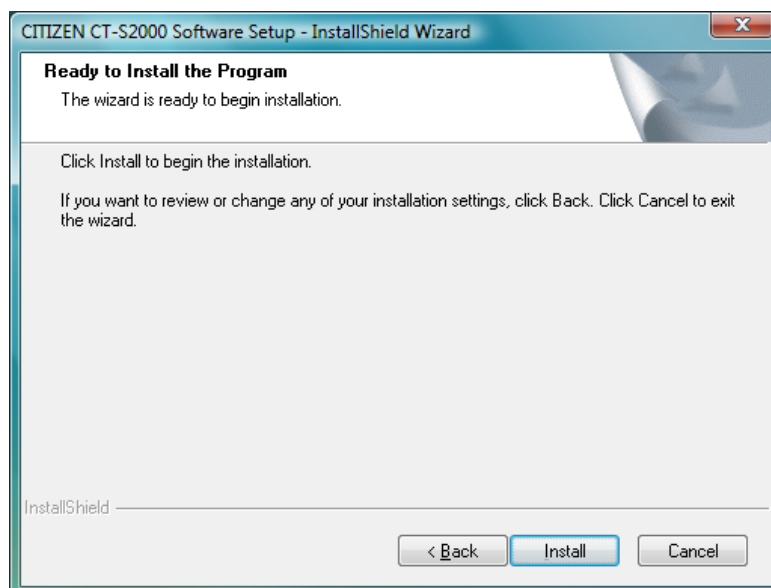 CITIZEN CT-S2000 Software Setup - InstallShield Wizard
Ready to Install the Program
The wizard is ready to begin installation.
Click Install to begin the installation.
If you want to review or change any of your installation settings, click Back. Click Cancel to exit
the wizard.
InstallShield
< Back Install Cancel